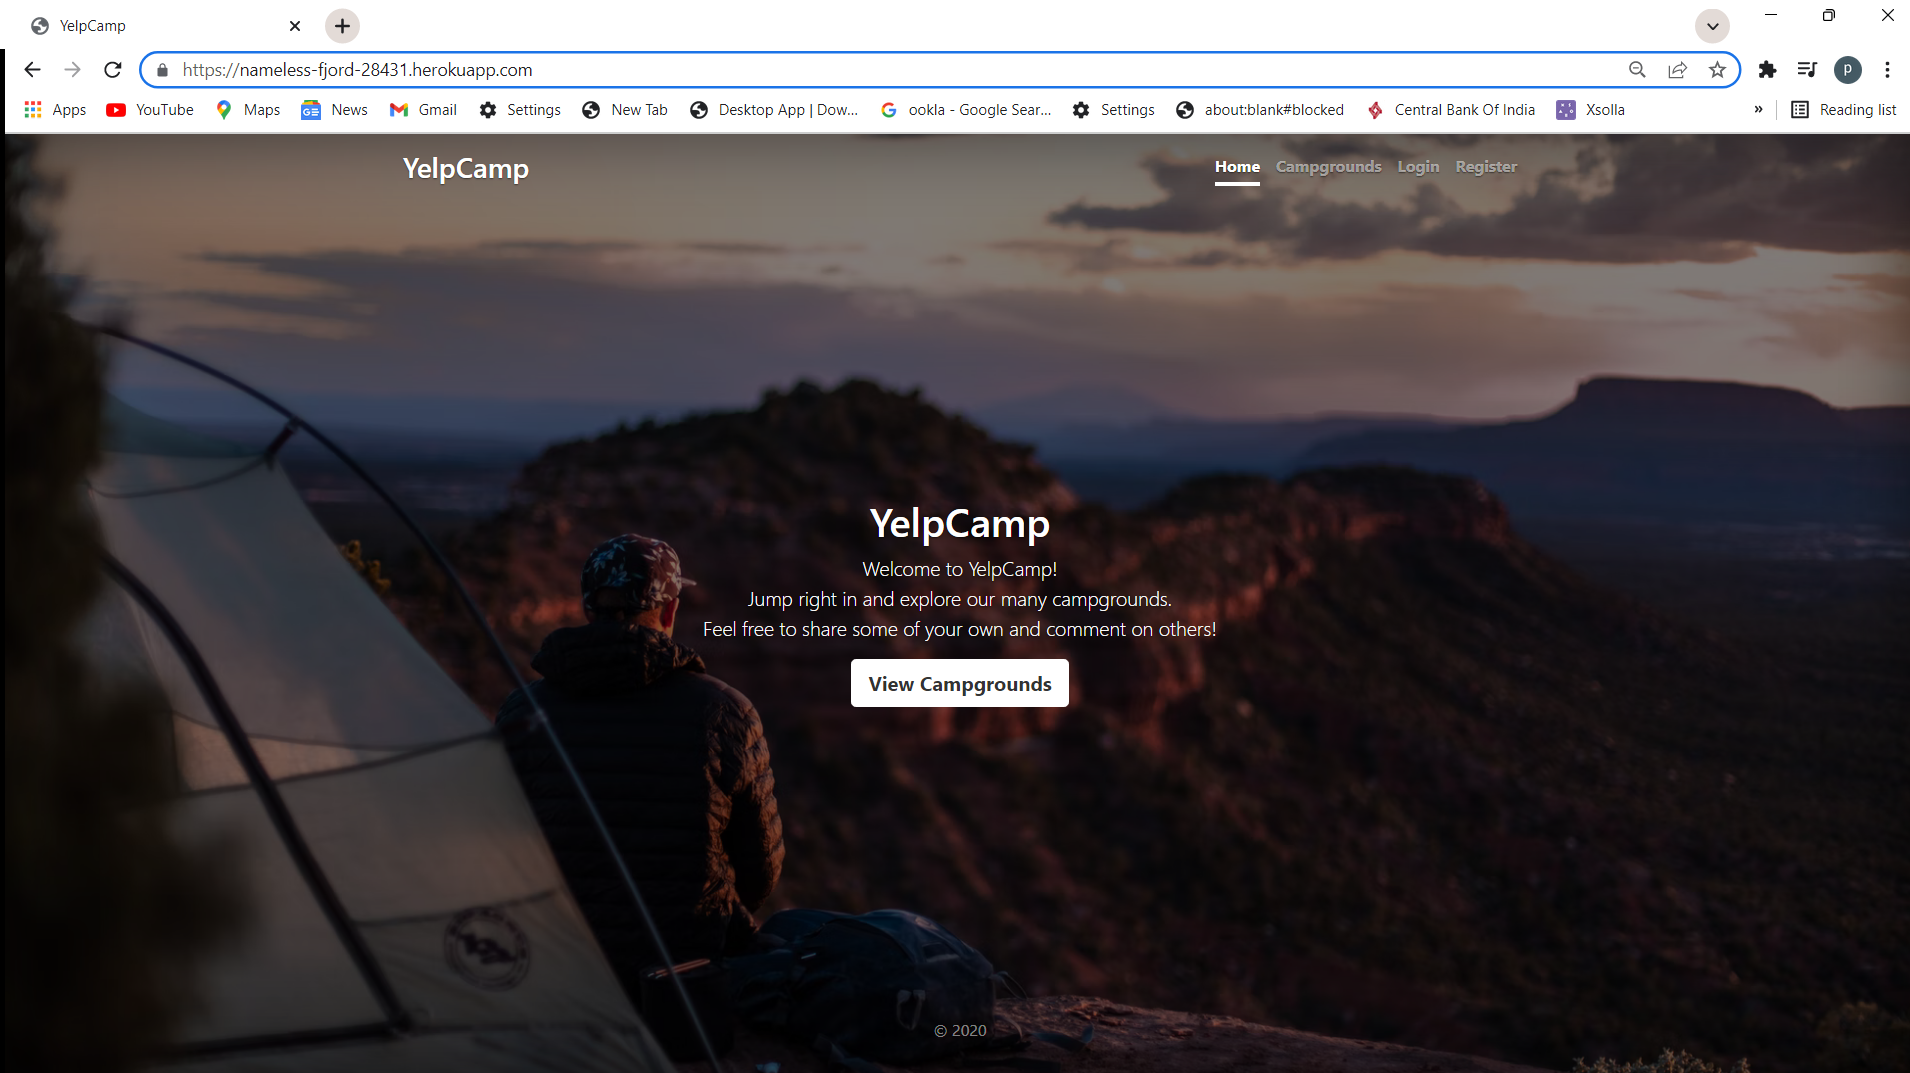 YelpCamp
https://nameless-fjord-28431.herokuapp.com
P
Apps YouTube Maps News Gmail Settings New Tab Desktop App | Dow... ookla - Google Sear... Settings about:blank#blocked Central Bank Of India Xsolla » Reading list
YelpCamp Home Campgrounds Login Register
YelpCamp
Welcome to YelpCamp!
Jump right in and explore our many campgrounds.
Feel free to share some of your own and comment on others!
View Campgrounds
© 2020